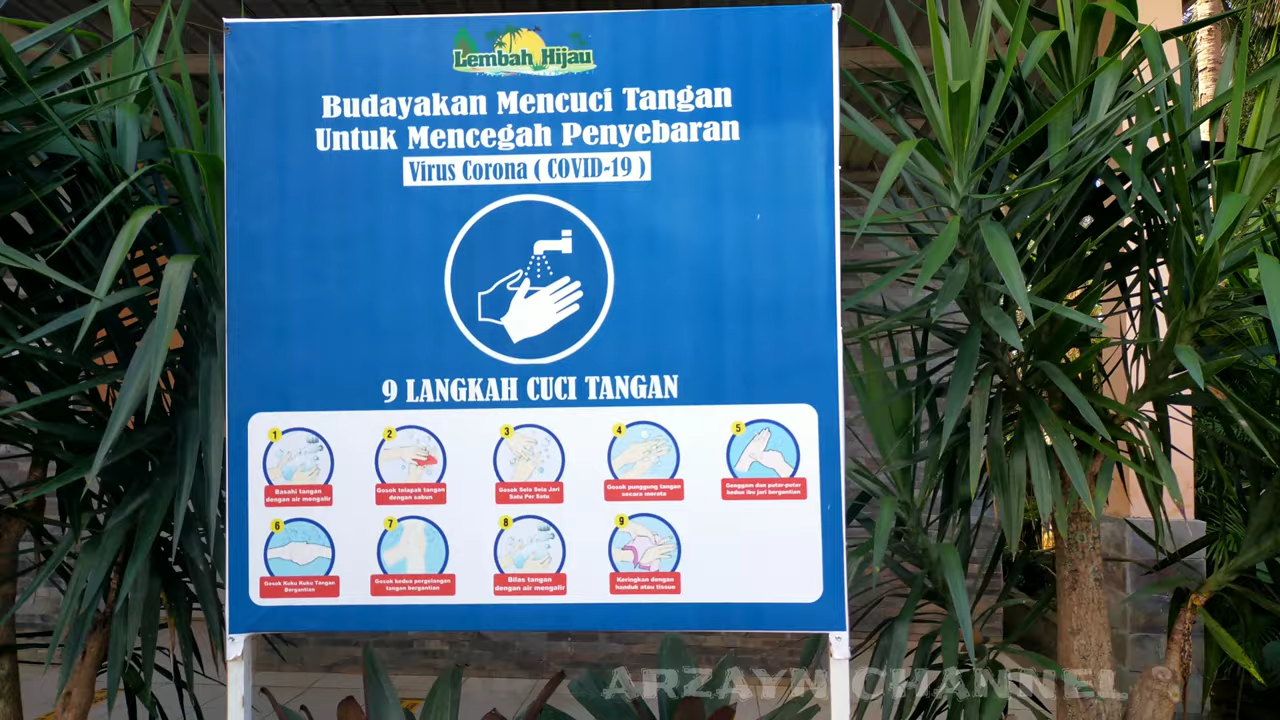 Lembah Hijau
Budayakan Mencuci Tangan
Untuk Mencegah Penyebaran
Virus Corona ( COVID-19 )
9 LANGKAH CUCI TANGAN
1
Basahi tangan
dengan air mengalir
2
Gosok telapak tangan
dengan sabun
3
Gosok Sela Sela Jari
Satu Per Satu
4
Gosok punggung tangan
secara merata
5
Genggam dan putar-putar
kedua ibu jari bergantian
6
Gosok Kuku Kuku Tangan
Bergantian
7
Gosok kedua pergelangan
tangan bergantian
8
Bilas tangan
dengan air mengalir
9
Keringkan dengan
handuk atau tissue
ARZAYN CHANNEL